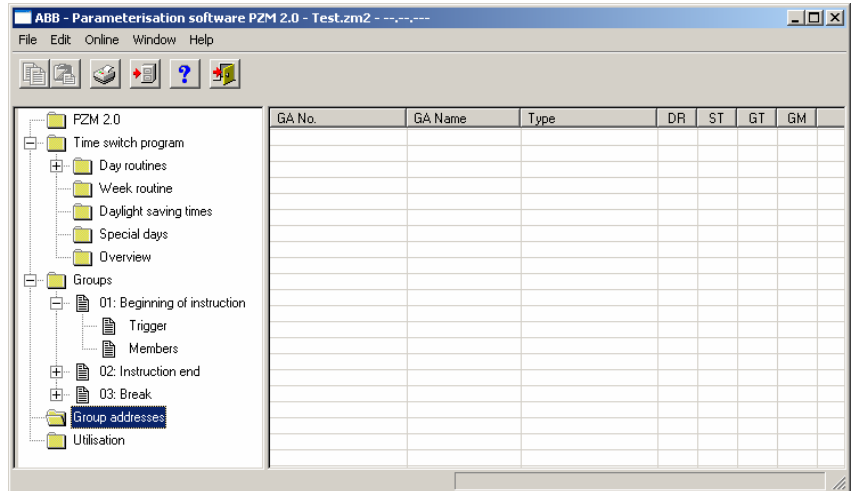 ABB - Parameterisation software PZM 2.0 - Test.zm2 - --.--.---
File Edit Online Window Help
?
PZM 2.0
Time switch program
Day routines
Week routine
Daylight saving times
Special days
Overview
Groups
01: Beginning of instruction
Trigger
Members
02: Instruction end
03: Break
Group addresses
Utilisation
GA No. GA Name Type DR ST GT GM